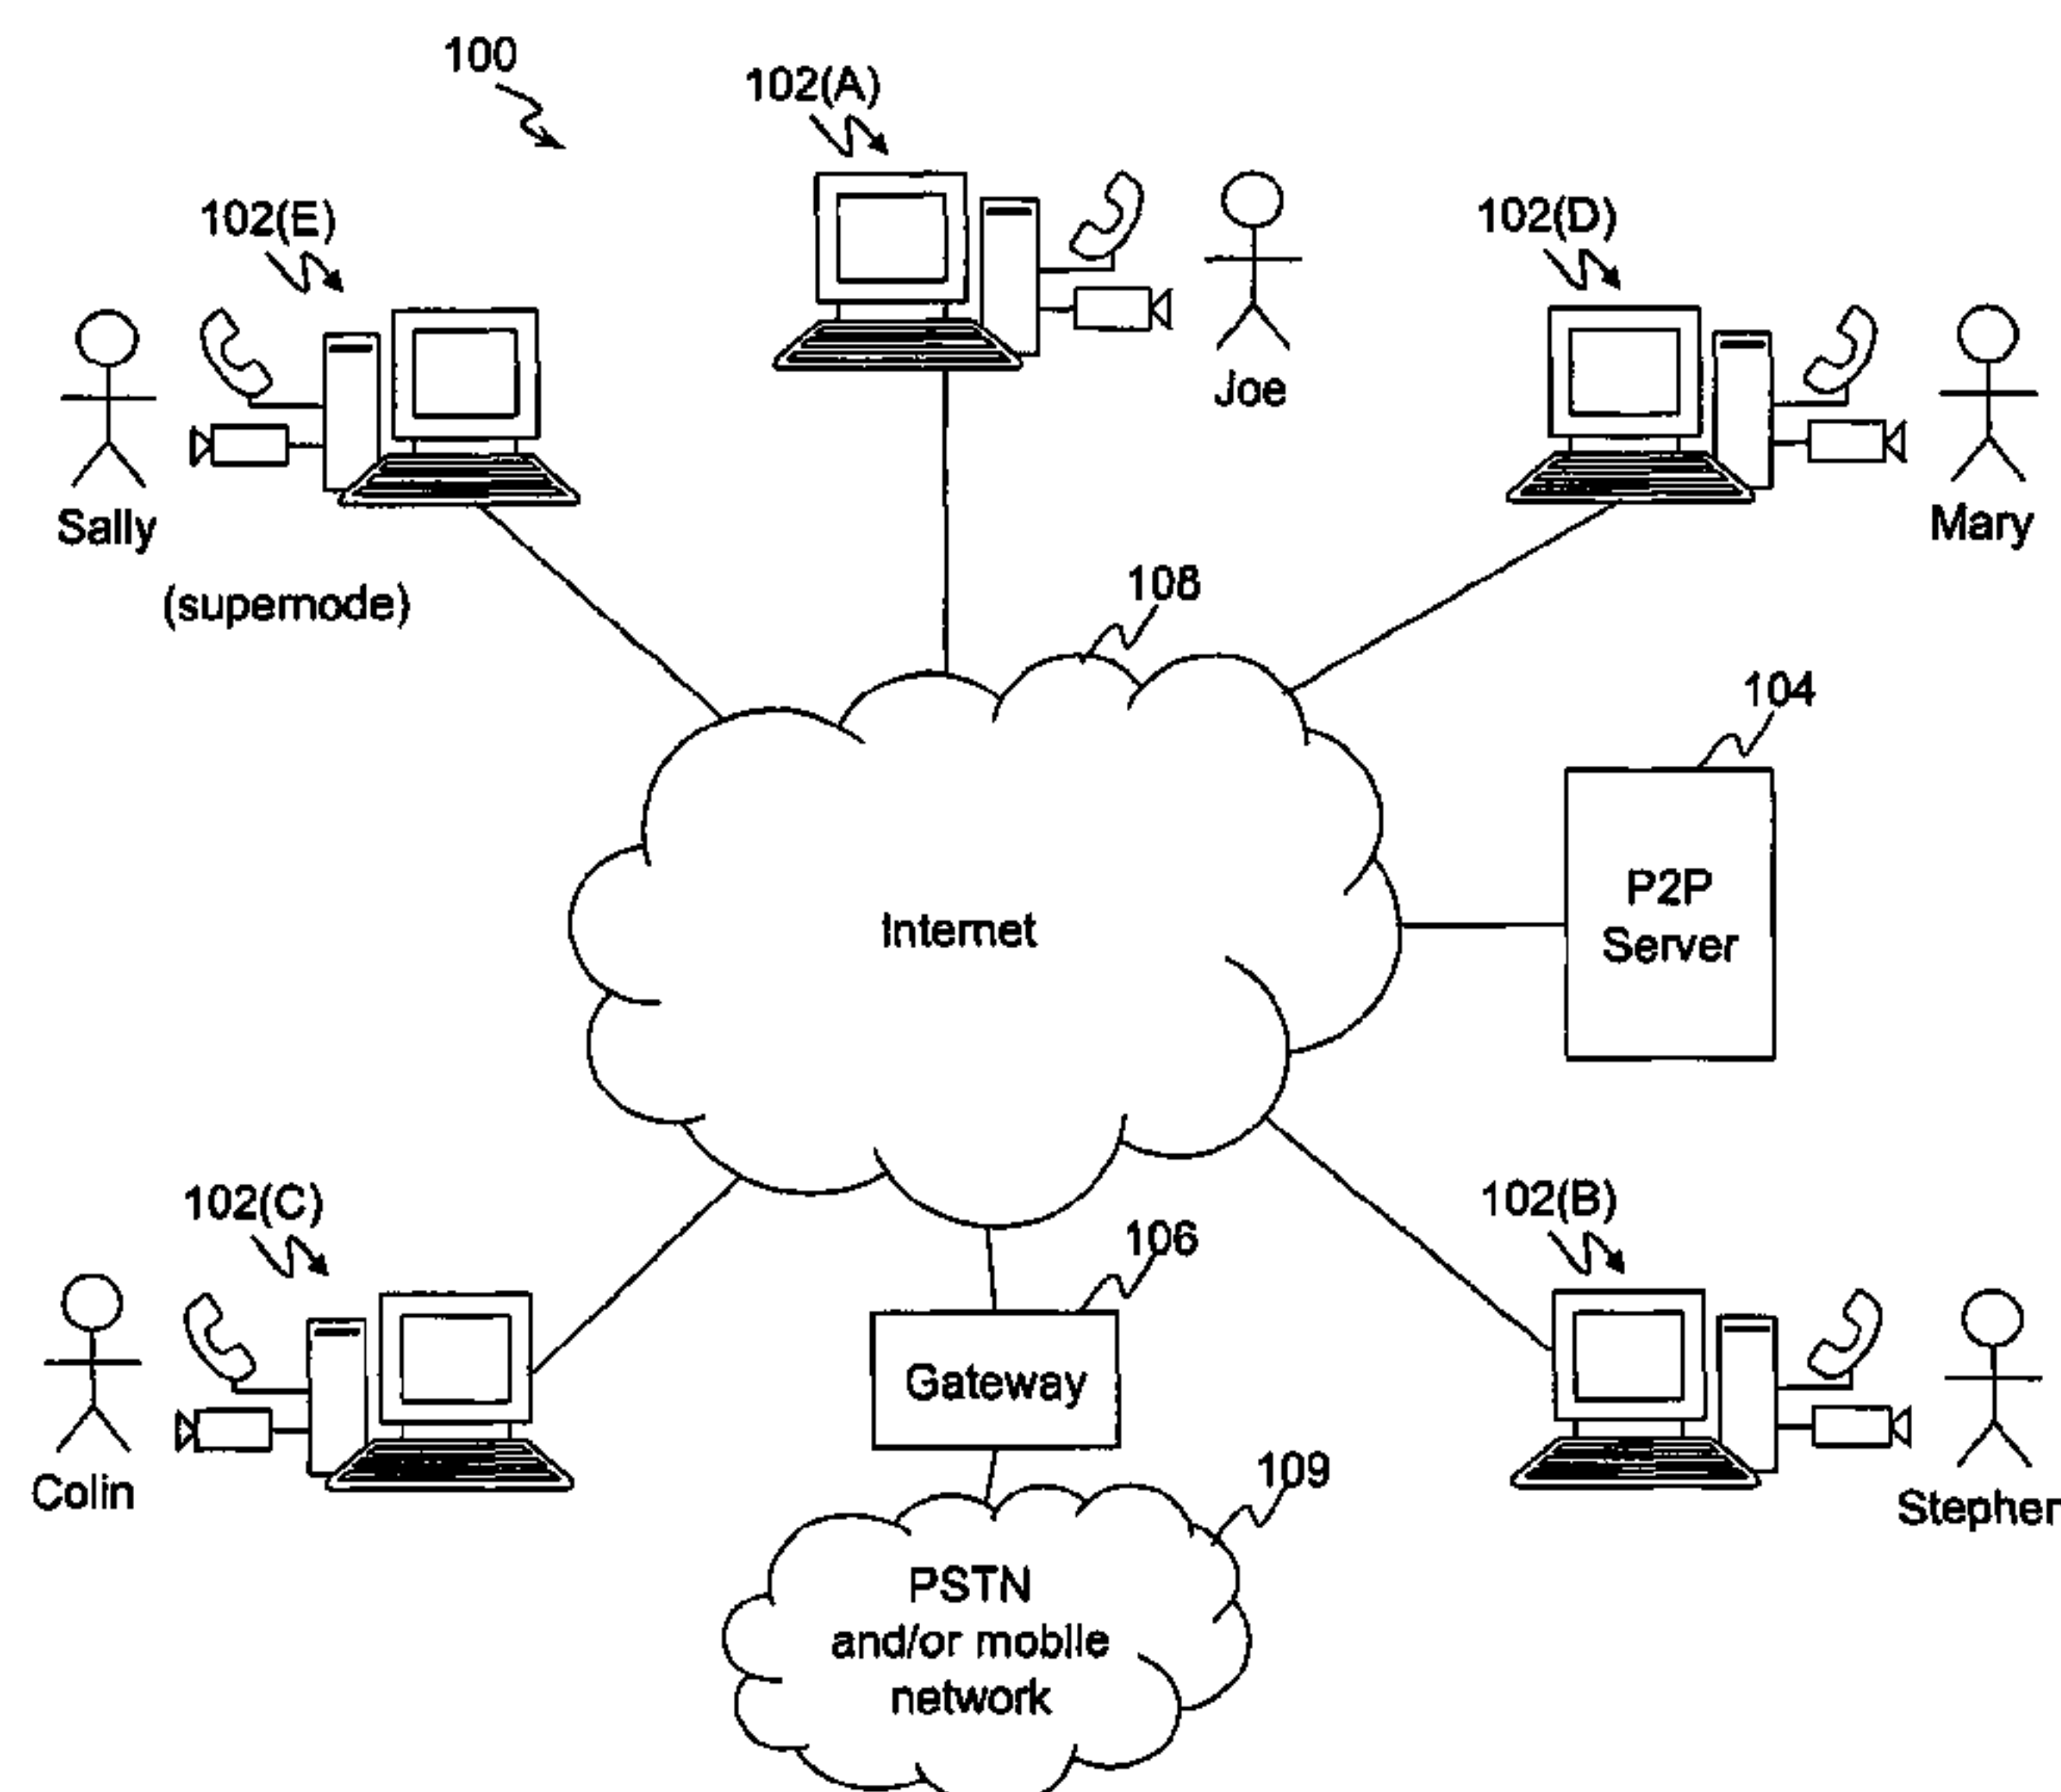 100
102(A)
102(E)
102(D)
Joe
Sally
Mary
(supernode)
108
104
P2P
Server
Internet
102(C)
102(B)
106
Gateway
Colin
109
Stephen
PSTN
and/or mobile
network